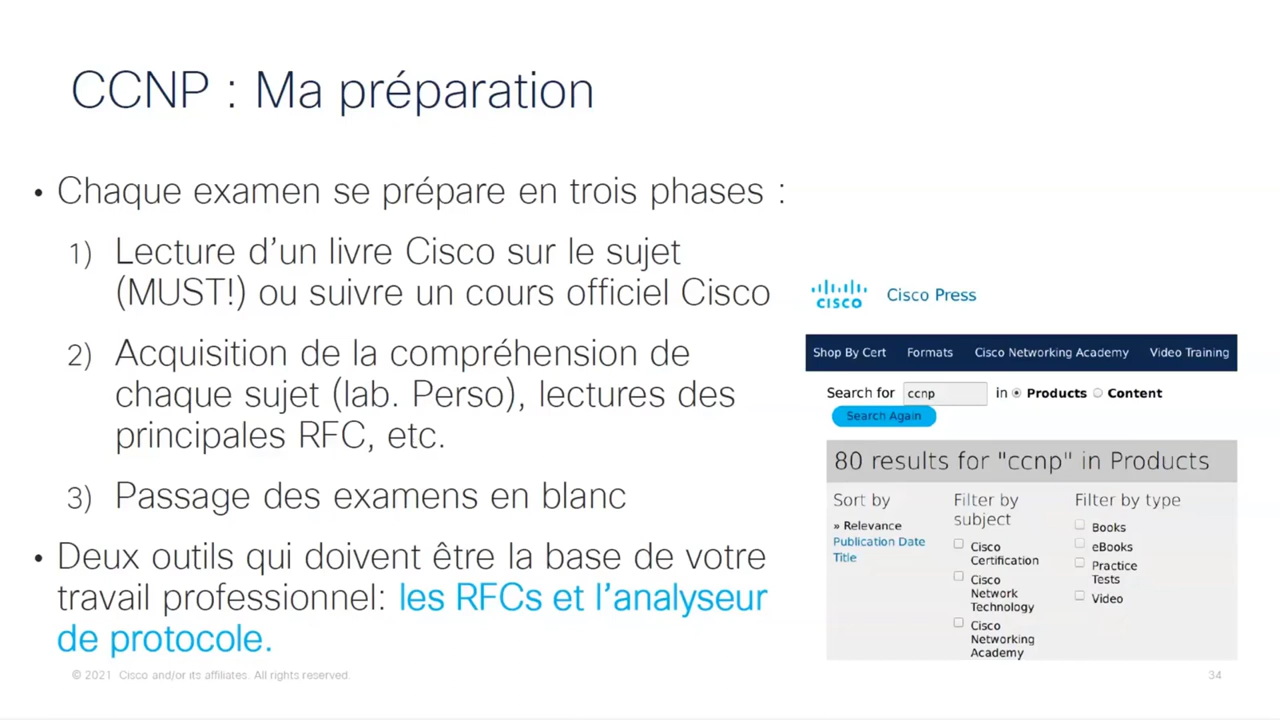 CCNP : Ma préparation
• Chaque examen se prépare en trois phases :
1) Lecture d’un livre Cisco sur le sujet
(MUST!) ou suivre un cours officiel Cisco
2) Acquisition de la compréhension de
chaque sujet (lab. Perso), lectures des
principales RFC, etc.
3) Passage des examens en blanc
• Deux outils qui doivent être la base de votre
travail professionnel: les RFCs et l’analyseur
de protocole.
CISCO Cisco Press
Shop By Cert Formats Cisco Networking Academy Video Training
Search for ccnp in Products Content
Search Again
80 results for "ccnp" in Products
Sort by
» Relevance
Publication Date
Title
Filter by
subject
Cisco
Certification
Cisco
Network
Technology
Cisco
Networking
Academy
Filter by type
Books
eBooks
Practice
Tests
Video
© 2021 Cisco and/or its affiliates. All rights reserved.
34